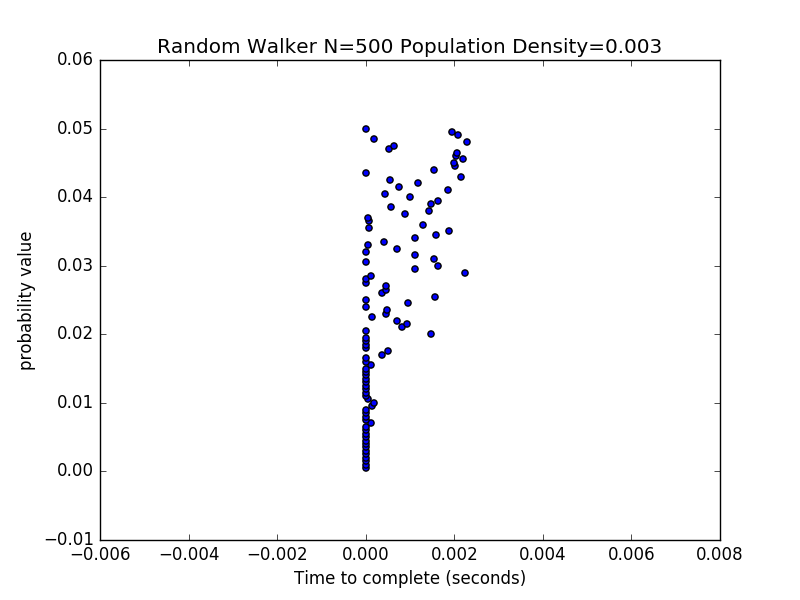 Random Walker N=500 Population Density=0.003
0.06
0.05
0.04
0.03
0.02
0.01
0.00
−0.01
probability value
−0.006 −0.004 −0.002 0.000 0.002 0.004 0.006 0.008
Time to complete (seconds)